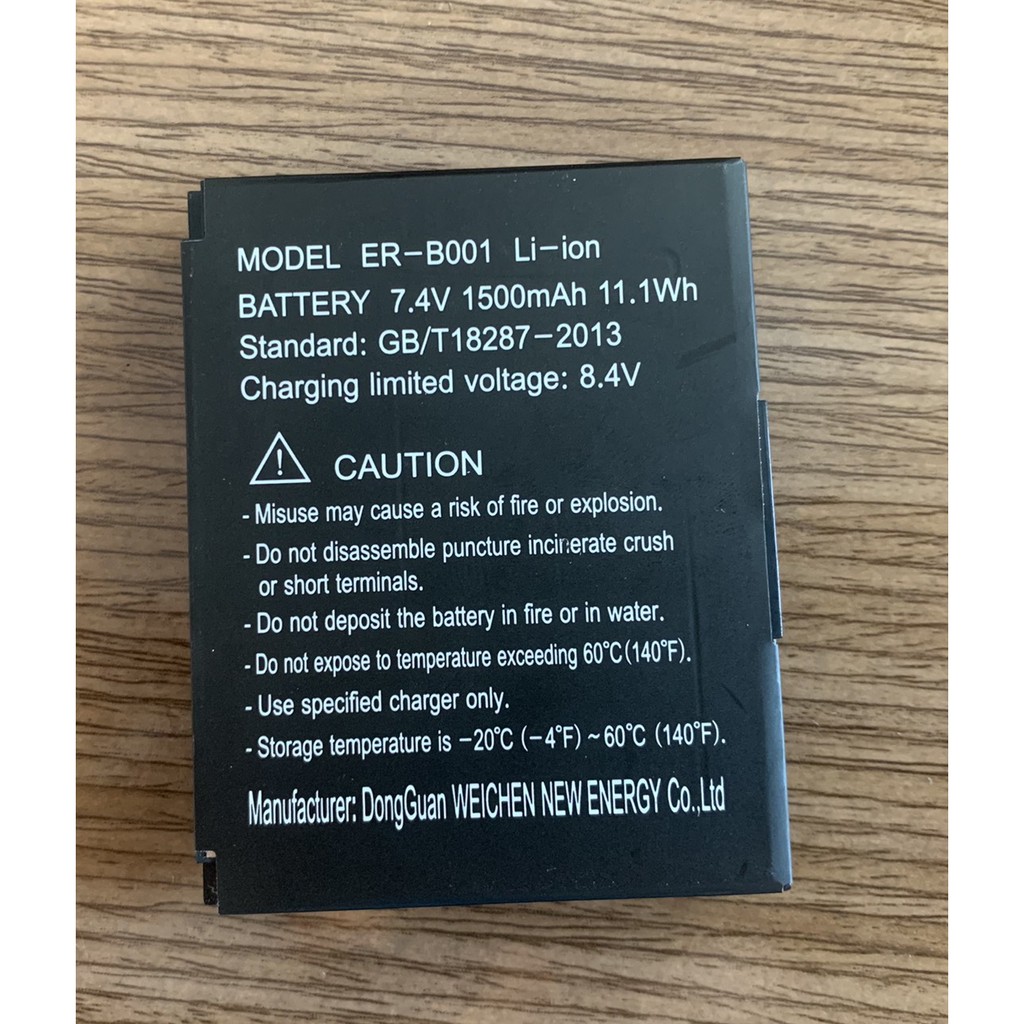 MODEL ER-B001 Li-ion
BATTERY 7.4V 1500mAh 11.1Wh
Standard: GB/T18287-2013
Charging limited voltage: 8.4V
! CAUTION
- Misuse may cause a risk of fire or explosion.
- Do not disassemble puncture incinerate crush
or short terminals.
- Do not deposit the battery in fire or in water.
- Do not expose to temperature exceeding 60°C(140°F).
- Use specified charger only.
- Storage temperature is -20°C (-4°F) ~ 60°C (140°F).
Manufacturer: DongGuan WEICHEN NEW ENERGY Co.,Ltd